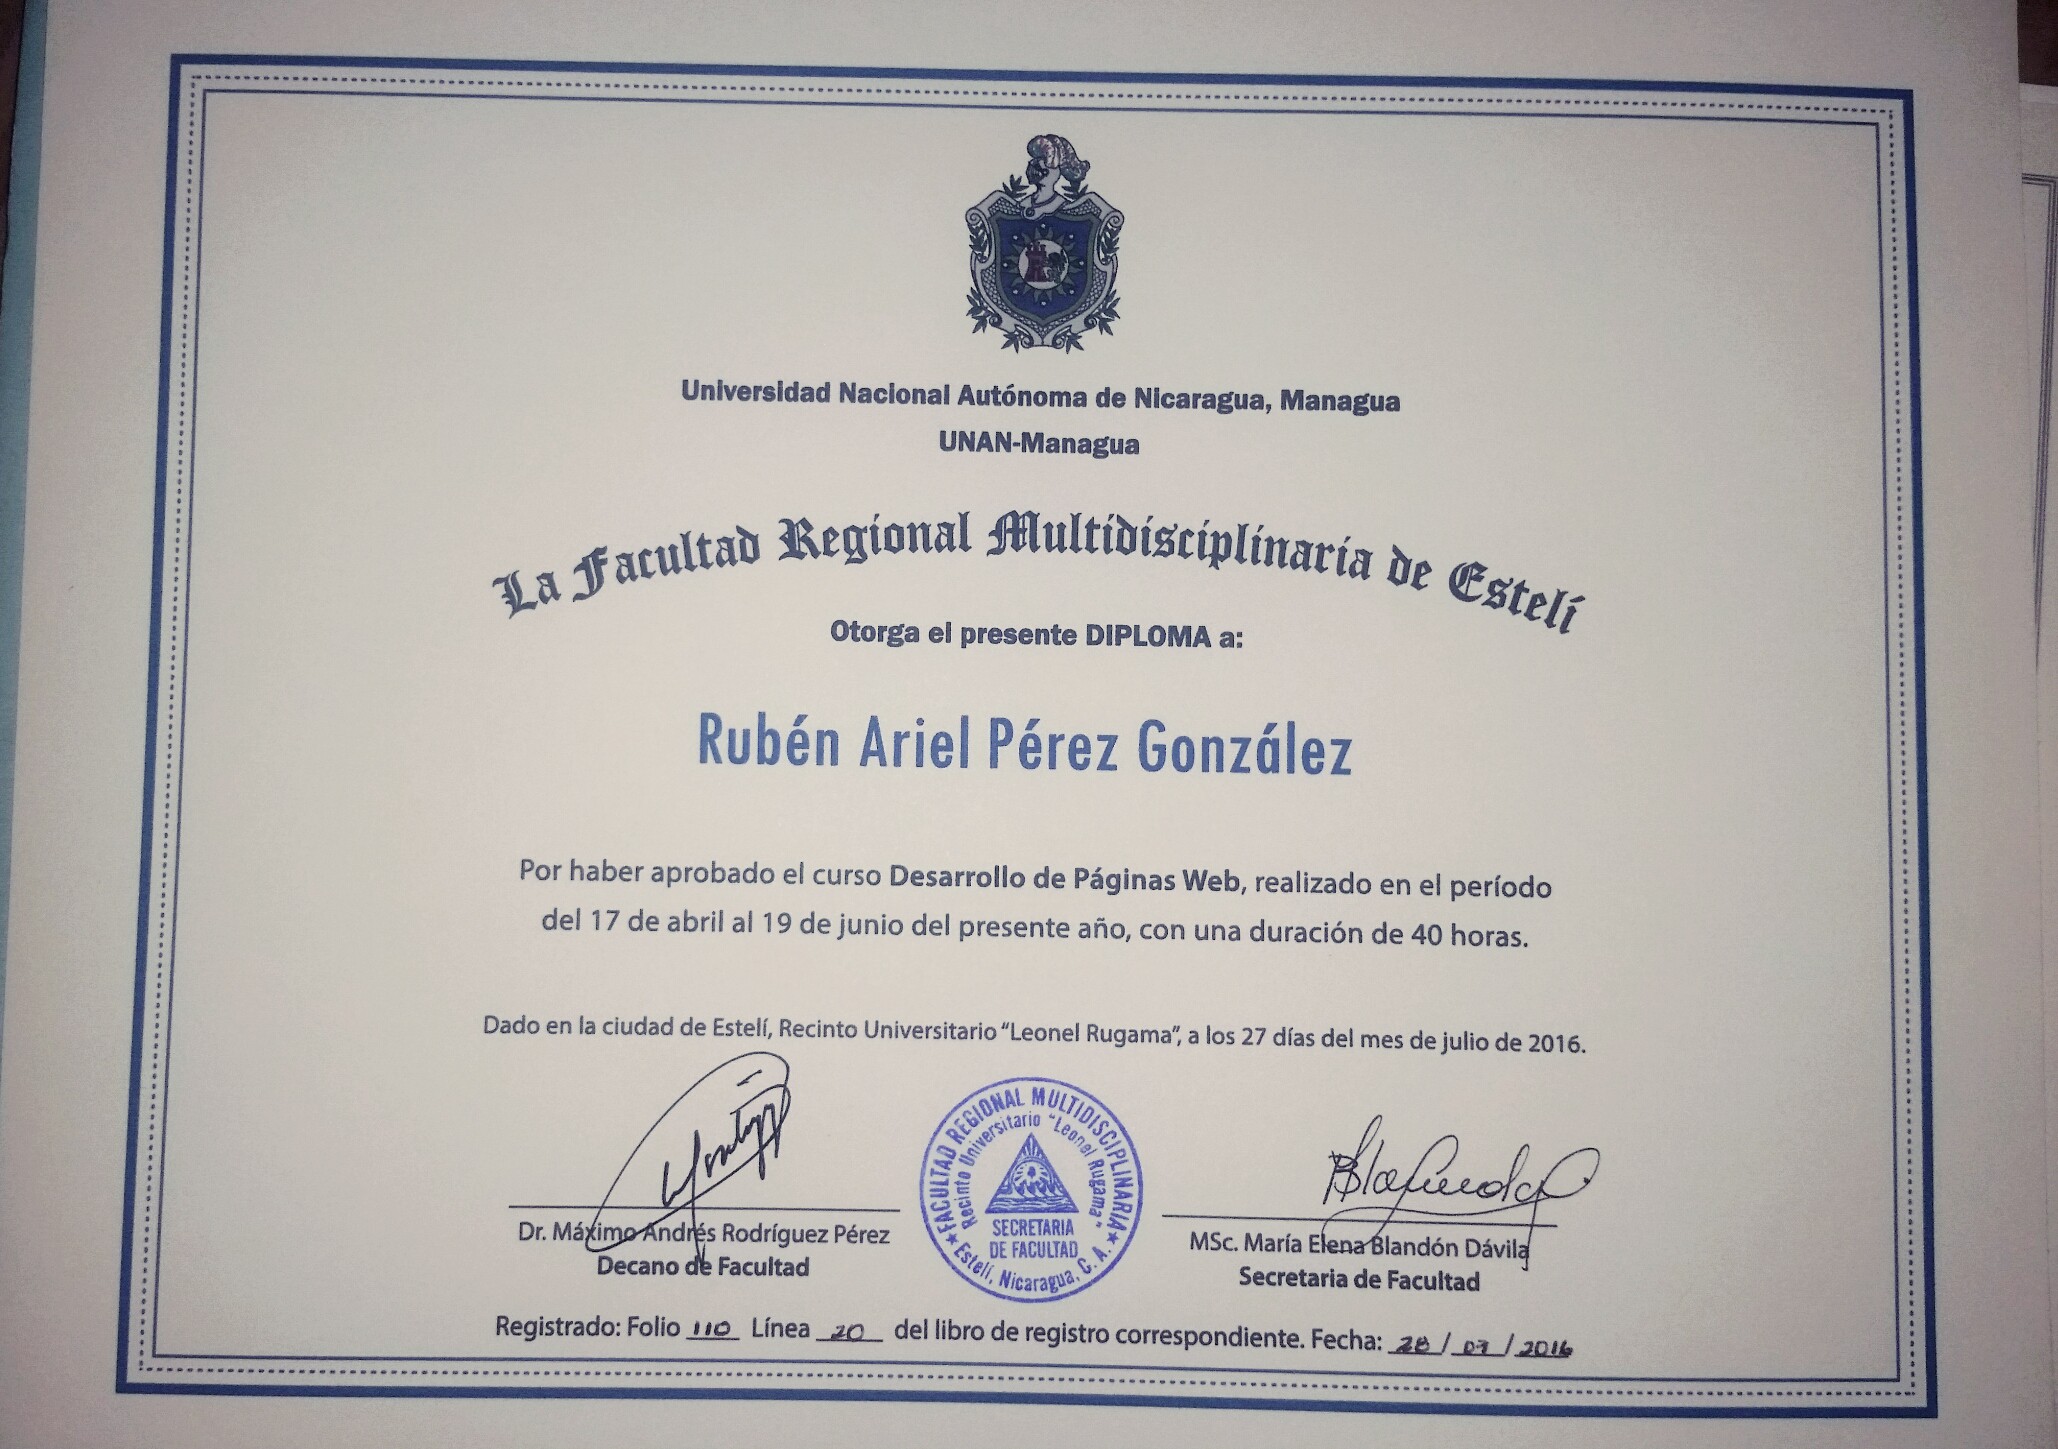 Universidad Nacional Autónoma de Nicaragua, Managua
UNAN-Managua
La Facultad Regional Multidisciplinaria de Estelí
Otorga el presente DIPLOMA a:
Rubén Ariel Pérez González
Por haber aprobado el curso Desarrollo de Páginas Web, realizado en el período
del 17 de abril al 19 de junio del presente año, con una duración de 40 horas.
Dado en la ciudad de Estelí, Recinto Universitario "Leonel Rugama", a los 27 días del mes de julio de 2016.
FACULTAD REGIONAL MULTIDISCIPLINARIA
Recinto Universitario "Leonel Rugama"
SECRETARIA
DE FACULTAD
Estelí, Nicaragua, C. A.
Dr. Máximo Andrés Rodríguez Pérez
Decano de Facultad
MSc. María Elena Blandón Dávila
Secretaria de Facultad
Registrado: Folio 110 Línea 20 del libro de registro correspondiente. Fecha: 28 / 07 / 2016